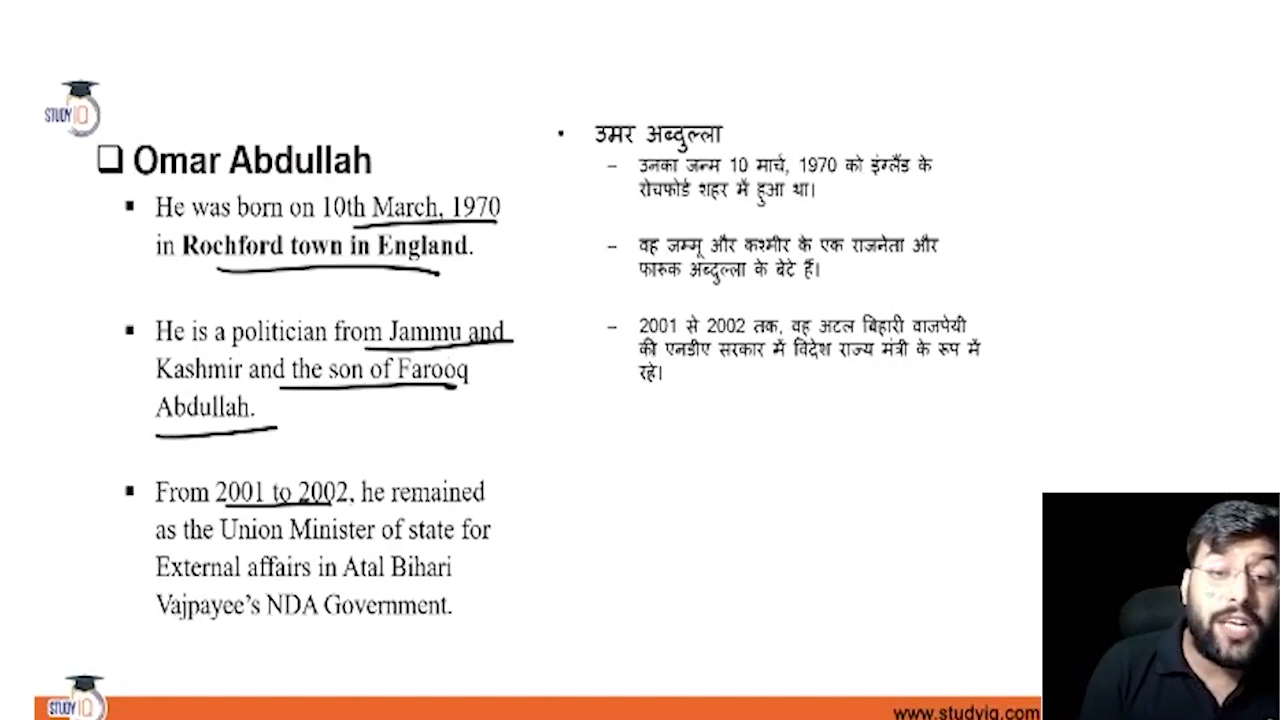 STUDY IQ
Omar Abdullah
He was born on 10th March, 1970
in Rochford town in England.
He is a politician from Jammu and
Kashmir and the son of Farooq
Abdullah.
From 2001 to 2002, he remained
as the Union Minister of state for
External affairs in Atal Bihari
Vajpayee’s NDA Government.
उमर अब्दुल्ला
उनका जन्म 10 मार्च, 1970 को इंग्लैंड के
रोचफोर्ड शहर में हुआ था।
वह जम्मू और कश्मीर के एक राजनेता और
फारूक अब्दुल्ला के बेटे हैं।
2001 से 2002 तक, वह अटल बिहारी वाजपेयी
की एनडीए सरकार में विदेश राज्य मंत्री के रूप में
रहे।
STUDY IQ
www.studyiq.com